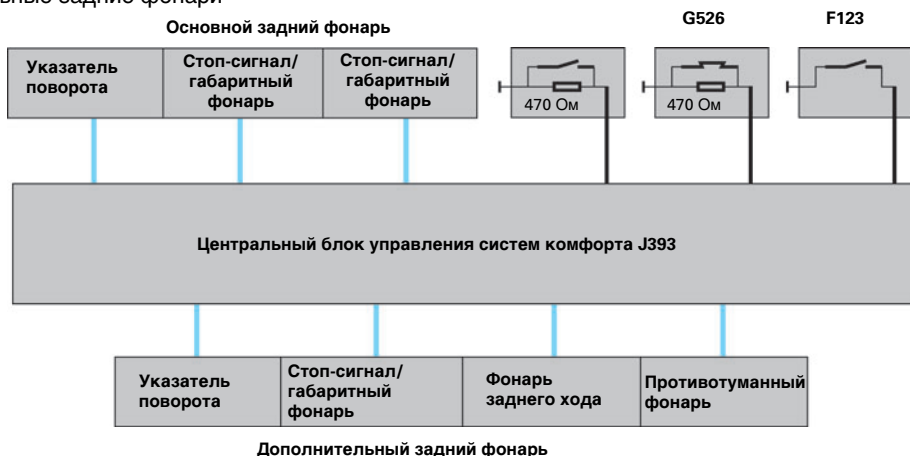 задние фонари
G526 F123
Основной задний фонарь
Указатель
поворота
Стоп-сигнал/
габаритный
фонарь
Стоп-сигнал/
габаритный
фонарь
470 Ом
470 Ом
Центральный блок управления систем комфорта J393
Указатель
поворота
Стоп-сигнал/
габаритный
фонарь
Фонарь
заднего хода
Противотуманный
фонарь
Дополнительный задний фонарь